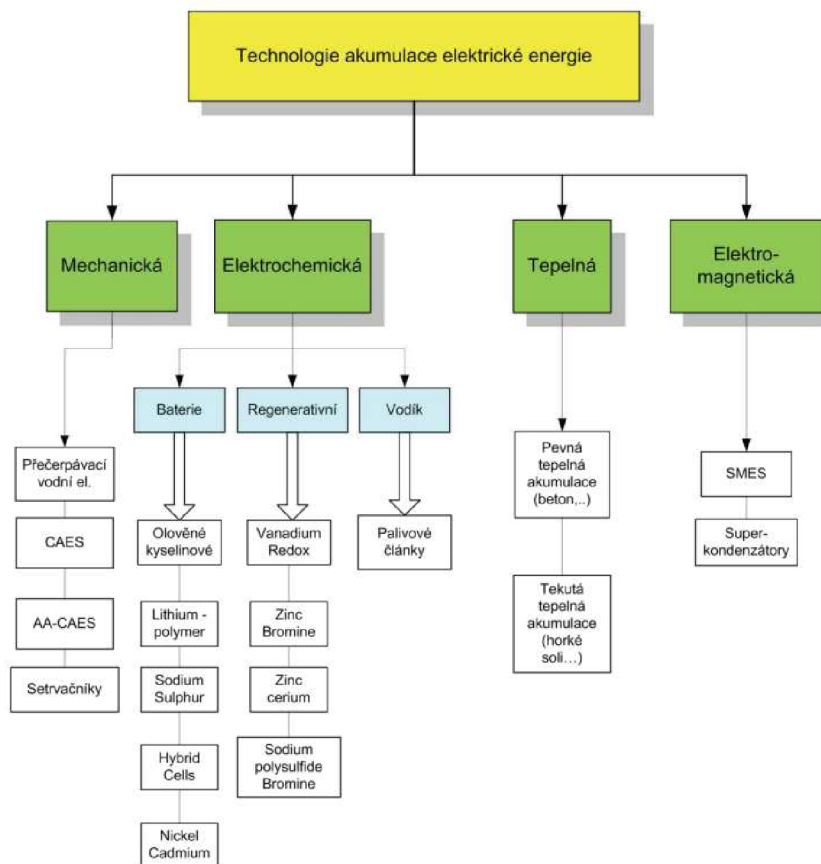 Technologie akumulace elektrické energie
Mechanická
Elektrochemická
Tepelná
Elektro-
magnetická
Baterie
Regenerativní
Vodík
Přečerpávací
vodní el.
CAES
AA-CAES
Setrvačníky
Olověné
kyselinové
Lithium -
polymer
Sodium
Sulphur
Hybrid
Cells
Nickel
Cadmium
Vanadium
Redox
Zinc
Bromine
Zinc
cerium
Sodium
polysulfide
Bromine
Palivové
články
Pevná
tepelná
akumulace
(beton,..)
Tekutá
tepelná
akumulace
(horké
soli…)
SMES
Super-
kondenzátory